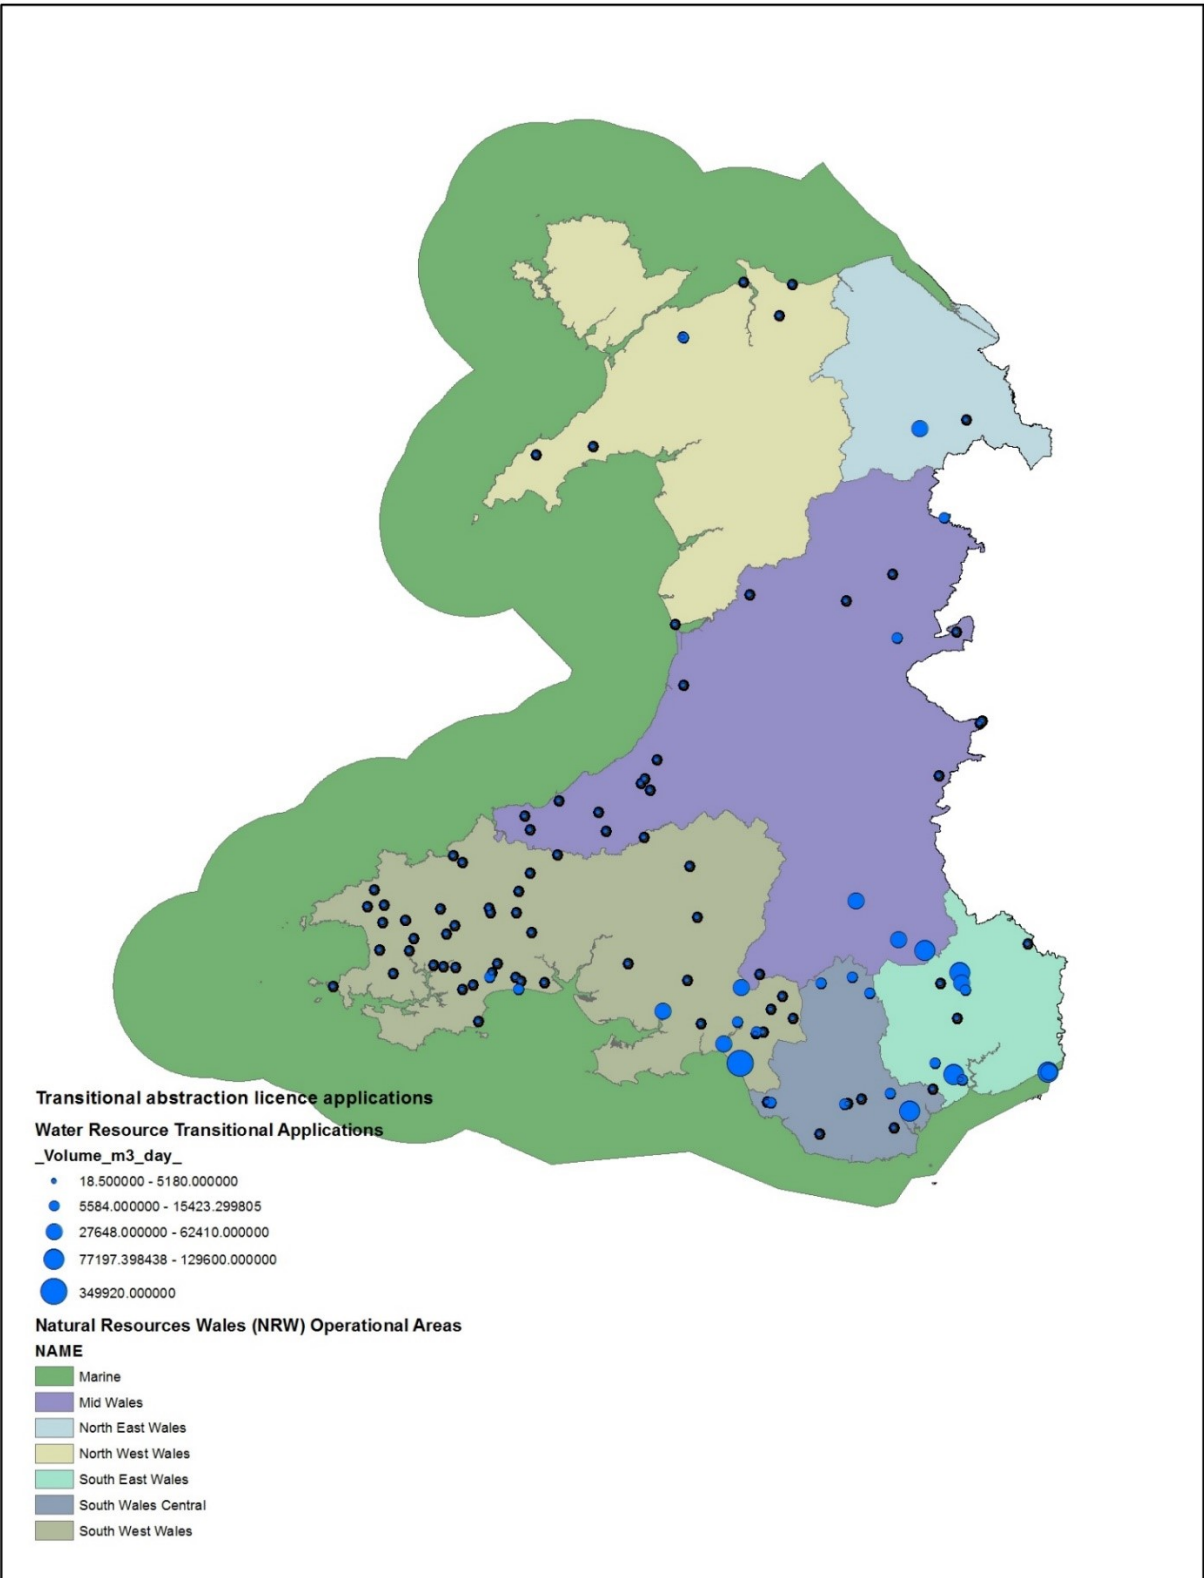 Transitional abstraction licence applications
Water Resource Transitional Applications
_Volume_m3_day_
18.500000 - 5180.000000
5584.000000 - 15423.299805
27648.000000 - 62410.000000
77197.398438 - 129600.000000
349920.000000
Natural Resources Wales (NRW) Operational Areas
NAME
Marine
Mid Wales
North East Wales
North West Wales
South East Wales
South Wales Central
South West Wales